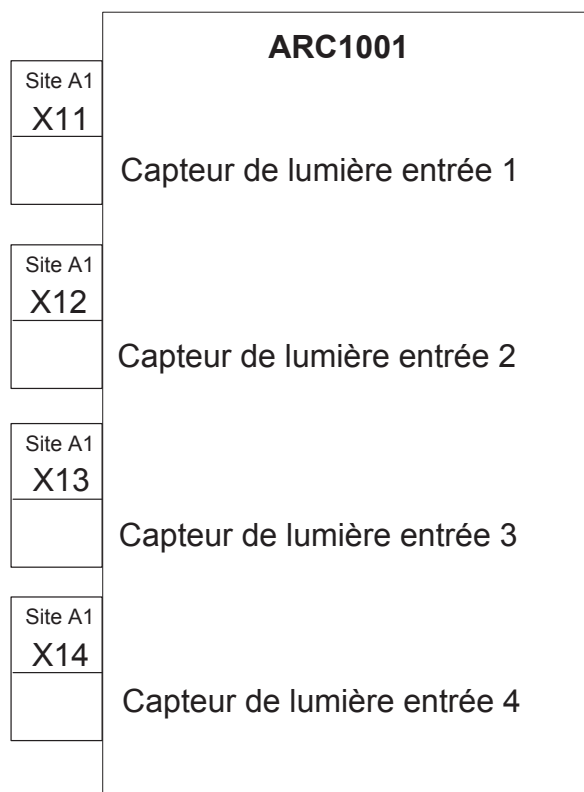 ARC1001
Site A1
X11
Capteur de lumière entrée 1
Site A1
X12
Capteur de lumière entrée 2
Site A1
X13
Capteur de lumière entrée 3
Site A1
X14
Capteur de lumière entrée 4